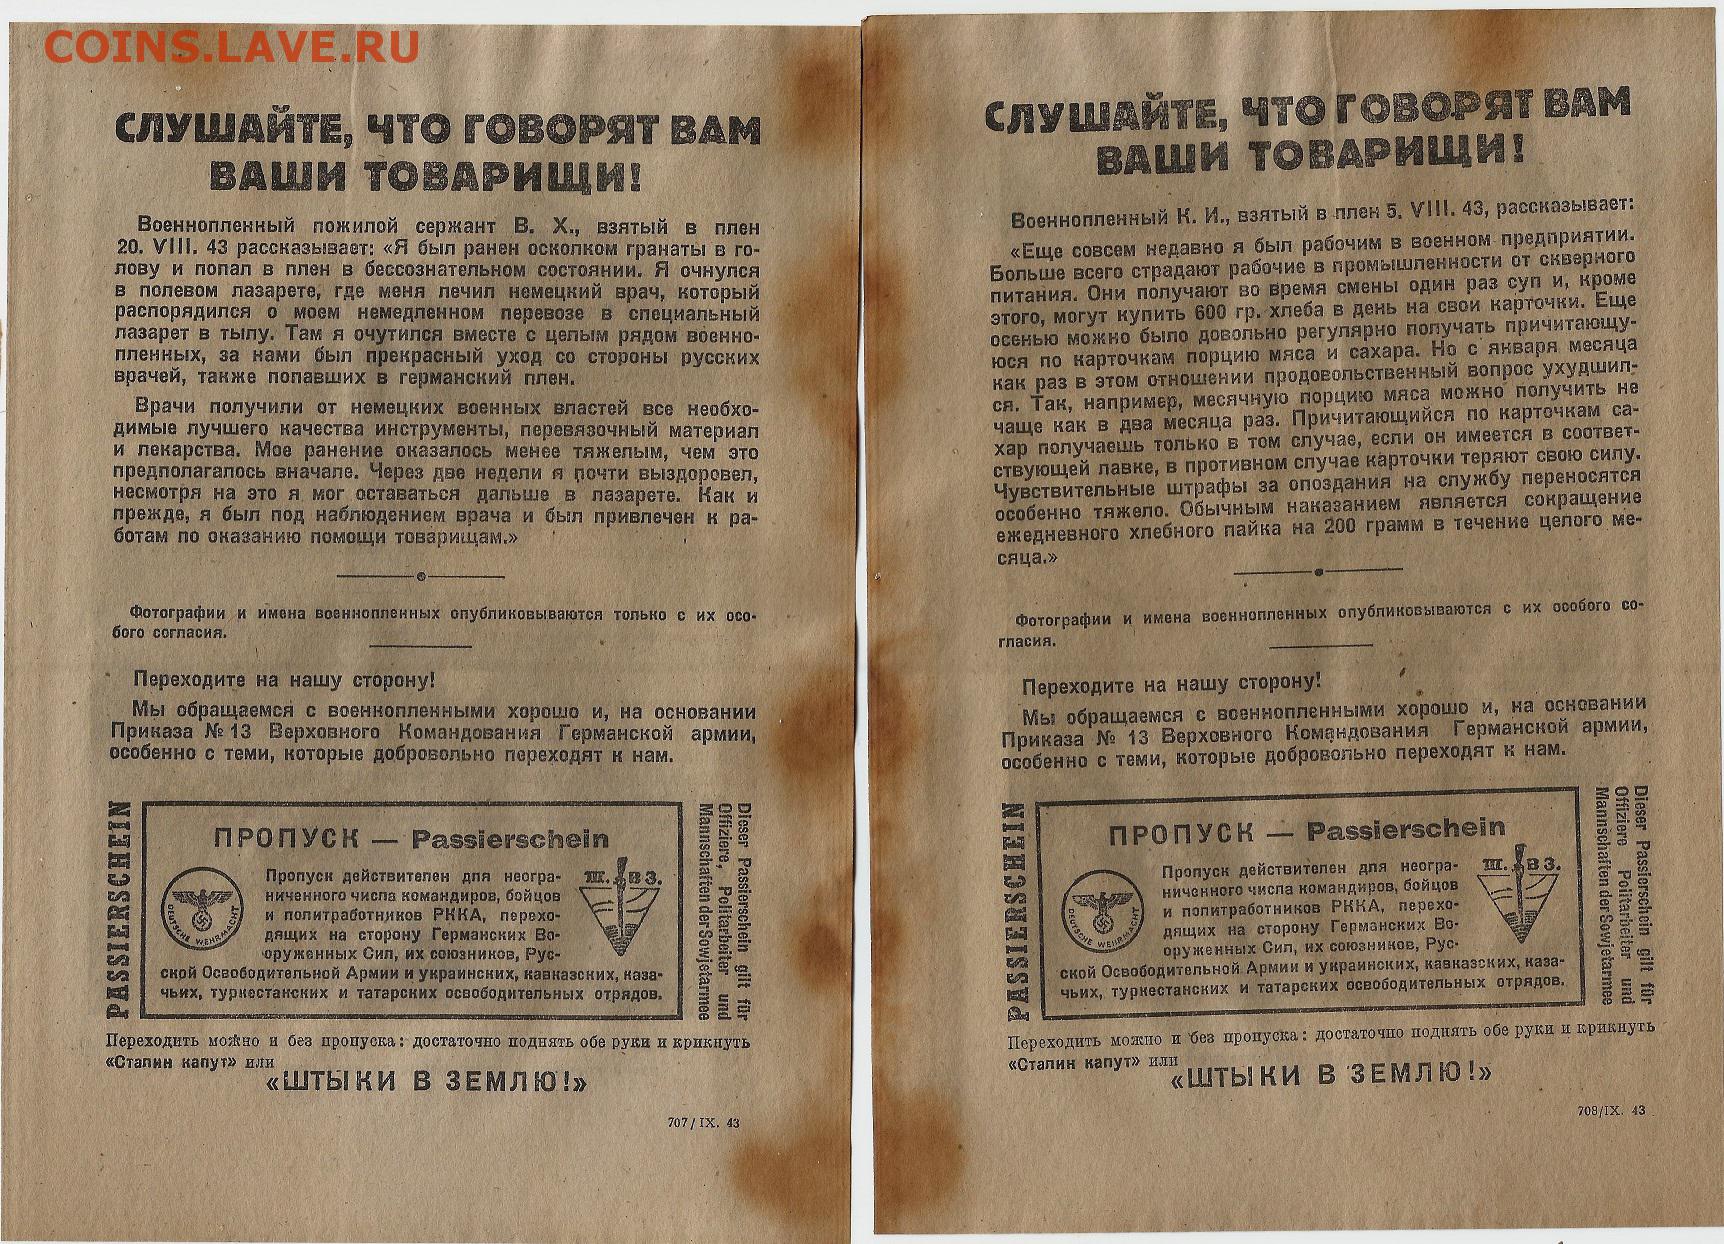 COINS.LAVE.RU
СЛУШАЙТЕ, ЧТО ГОВОРЯТ ВАМ
ВАШИ ТОВАРИЩИ!
Военнопленный пожилой сержант В. Х., взятый в плен
20. VIII. 43 рассказывает: «Я был ранен осколком гранаты в го-
лову и попал в плен в бессознательном состоянии. Я очнулся
в полевом лазарете, где меня лечил немецкий врач, который
распорядился о моем немедленном перевозе в специальный
лазарет в тылу. Там я очутился вместе с целым рядом военно-
пленных, за нами был прекрасный уход со стороны русских
врачей, также попавших в германский плен.
Врачи получили от немецких военных властей все необхо-
димые лучшего качества инструменты, перевязочный материал
и лекарства. Мое ранение оказалось менее тяжелым, чем это
предполагалось вначале. Через две недели я почти выздоровел,
несмотря на это я мог оставаться дальше в лазарете. Как и
прежде, я был под наблюдением врача и был привлечен к ра-
ботам по оказанию помощи товарищам.»
Фотографии и имена военнопленных опубликовываются только с их осо-
бого согласия.
Переходите на нашу сторону!
Мы обращаемся с военнопленными хорошо и, на основании
Приказа № 13 Верховного Командования Германской армии,
особенно с теми, которые добровольно переходят к нам.
PASSIERSCHEIN
ПРОПУСК — Passierschein
DEUTSCHE WEHRMACHT
Пропуск действителен для неогра-
ниченного числа командиров, бойцов
и политработников РККА, перехо-
дящих на сторону Германских Во-
оруженных Сил, их союзников, Рус-
ской Освободительной Армии и украинских, кавказских, каза-
чьих, туркестанских и татарских освободительных отрядов.
Ш. В З.
Dieser Passierschein gilt für
Offiziere, Politarbeiter und
Mannschaften der Sowjetarmee
Переходить можно и без пропуска: достаточно поднять обе руки и крикнуть
«Сталин капут» или
«ШТЫКИ В ЗЕМЛЮ!»
707/IX. 43
СЛУШАЙТЕ, ЧТО ГОВОРЯТ ВАМ
ВАШИ ТОВАРИЩИ!
Военнопленный К. И., взятый в плен 5. VIII. 43, рассказывает:
«Еще совсем недавно я был рабочим в военном предприятии.
Больше всего страдают рабочие в промышленности от скверного
питания. Они получают во время смены один раз суп и, кроме
этого, могут купить 600 гр. хлеба в день на свои карточки. Еще
осенью можно было довольно регулярно получать причитающу-
юся по карточкам порцию мяса и сахара. Но с января месяца
как раз в этом отношении продовольственный вопрос ухудшил-
ся. Так, например, месячную порцию мяса можно получить не
чаще как в два месяца раз. Причитающийся по карточкам са-
хар получаешь только в том случае, если он имеется в соответ-
ствующей лавке, в противном случае карточки теряют свою силу.
Чувствительные штрафы за опоздания на службу переносятся
особенно тяжело. Обычным наказанием является сокращение
ежедневного хлебного пайка на 200 грамм в течение целого ме-
сяца.»
Фотографии и имена военнопленных опубликовываются с их особого со-
гласия.
Переходите на нашу сторону!
Мы обращаемся с военнопленными хорошо и, на основании
Приказа № 13 Верховного Командования Германской армии,
особенно с теми, которые добровольно переходят к нам.
PASSIERSCHEIN
ПРОПУСК — Passierschein
DEUTSCHE WEHRMACHT
Пропуск действителен для неогра-
ниченного числа командиров, бойцов
и политработников РККА, перехо-
дящих на сторону Германских Во-
оруженных Сил, их союзников, Рус-
ской Освободительной Армии и украинских, кавказских, каза-
чьих, туркестанских и татарских освободительных отрядов.
Ш. В З.
Dieser Passierschein gilt für
Offiziere Politarbeiter und
Mannschaften der Sowjetarmee
Переходить можно и без пропуска: достаточно поднять обе руки и крикнуть
«Сталин капут» или
«ШТЫКИ В ЗЕМЛЮ!»
708/IX. 43